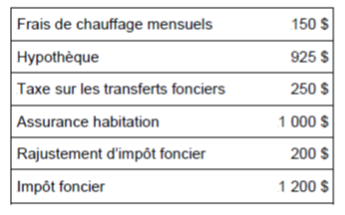 Frais de chauffage mensuels 150 $
Hypothèque 925 $
Taxe sur les transferts fonciers 250 $
Assurance habitation 1 000 $
Rajustement d'impôt foncier 200 $
Impôt foncier 1 200 $